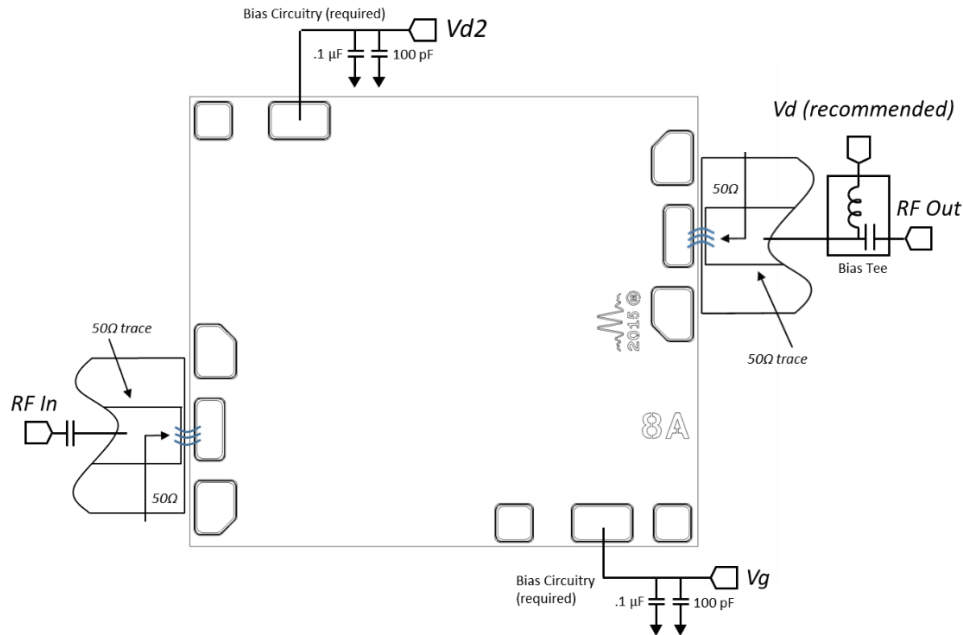 Bias Circuitry (required)
Vd2
.1 µF
100 pF
Vd (recommended)
50Ω
RF Out
Bias Tee
2015
50Ω trace
50Ω trace
RF In
8A
50Ω
Bias Circuitry
(required)
Vg
.1 µF
100 pF